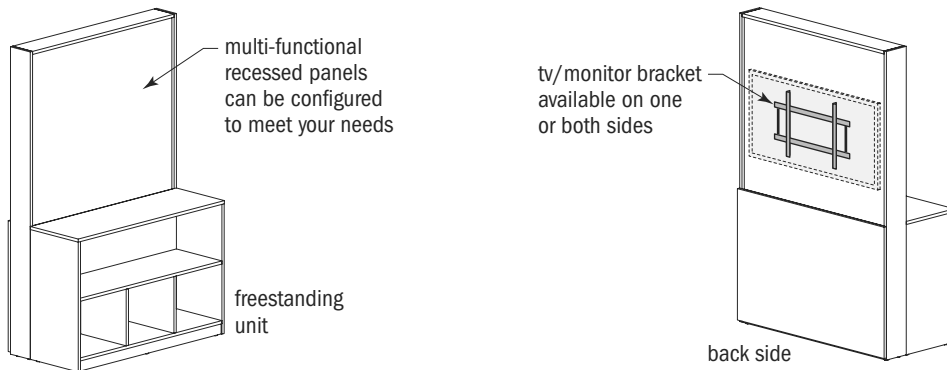 multi-functional
recessed panels
can be configured
to meet your needs
freestanding
unit
tv/monitor bracket
available on one
or both sides
back side